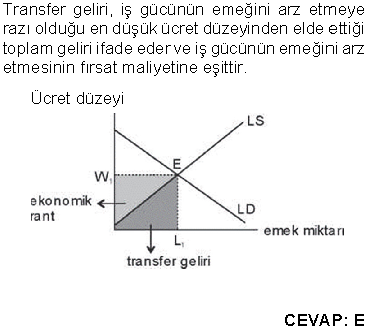 Transfer geliri, iş gücünün emeğini arz etmeye
razı olduğu en düşük ücret düzeyinden elde ettiği
toplam geliri ifade eder ve iş gücünün emeğini arz
etmesinin fırsat maliyetine eşittir.
Ücret düzeyi
LS
E
W₁
ekonomik
rant
LD
L₁
emek miktarı
transfer geliri
CEVAP: E